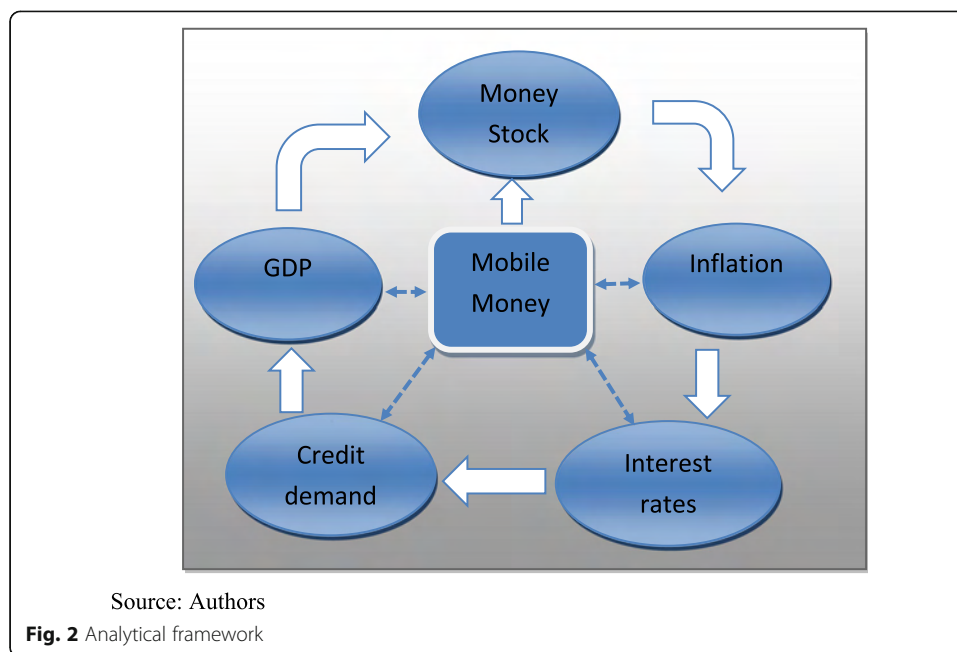 Money
Stock
GDP
Mobile
Money
Inflation
Credit
demand
Interest
rates
Source: Authors
Fig. 2 Analytical framework